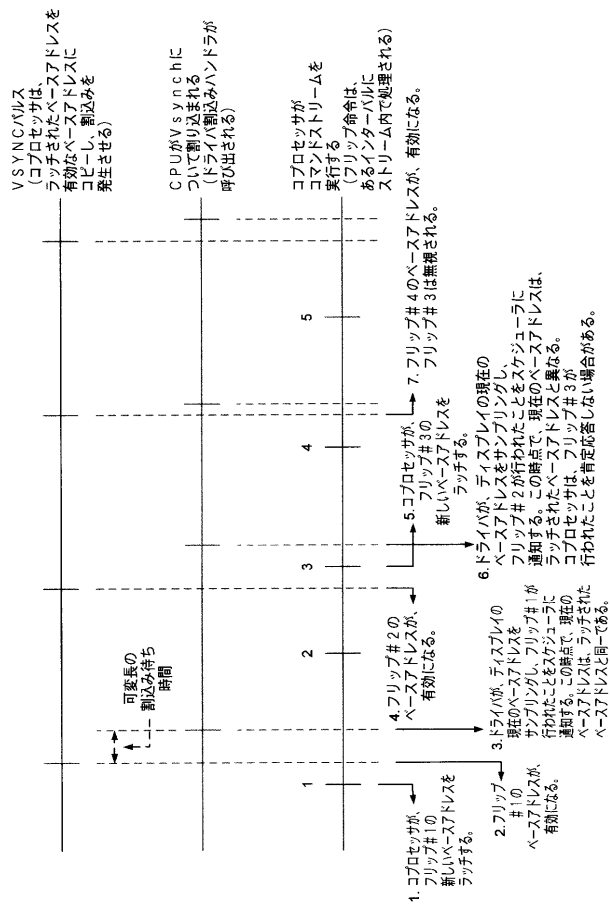 VSYNCパルス
(コプロセッサは、
ラッチされたベースアドレスを
有効なベースアドレスに
コピーし、割込みを
発生させる)
可変長の
割込み待ち
時間
CPUがVsynchに
ついて割り込まれる
(ドライバ割込みハンドラが
呼び出される)
コプロセッサが
コマンドストリームを
実行する
(フリップ命令は、
あるインターバルに
ストリーム内で処理される)
1
2
3
4
5
1. コプロセッサが、
フリップ#1の
新しいベースアドレスを
ラッチする。
2. フリップ
#1の
ベースアドレスが、
有効になる。
3. ドライバが、ディスプレイの
現在のベースアドレスを
サンプリングし、フリップ#1が
行われたことをスケジューラに
通知する。この時点で、現在の
ベースアドレスは、ラッチされた
ベースアドレスと同一である。
4. フリップ#2の
ベースアドレスが、
有効になる。
5. コプロセッサが、
フリップ#3の
新しいベースアドレスを
ラッチする。
6. ドライバが、ディスプレイの現在の
ベースアドレスをサンプリングし、
フリップ#2が行われたことをスケジューラに
通知する。この時点で、現在のベースアドレスは、
ラッチされたベースアドレスと異なる。
コプロセッサは、フリップ#3が
行われたことを肯定応答しない場合がある。
7. フリップ#4のベースアドレスが、有効になる。
フリップ#3は無視される。